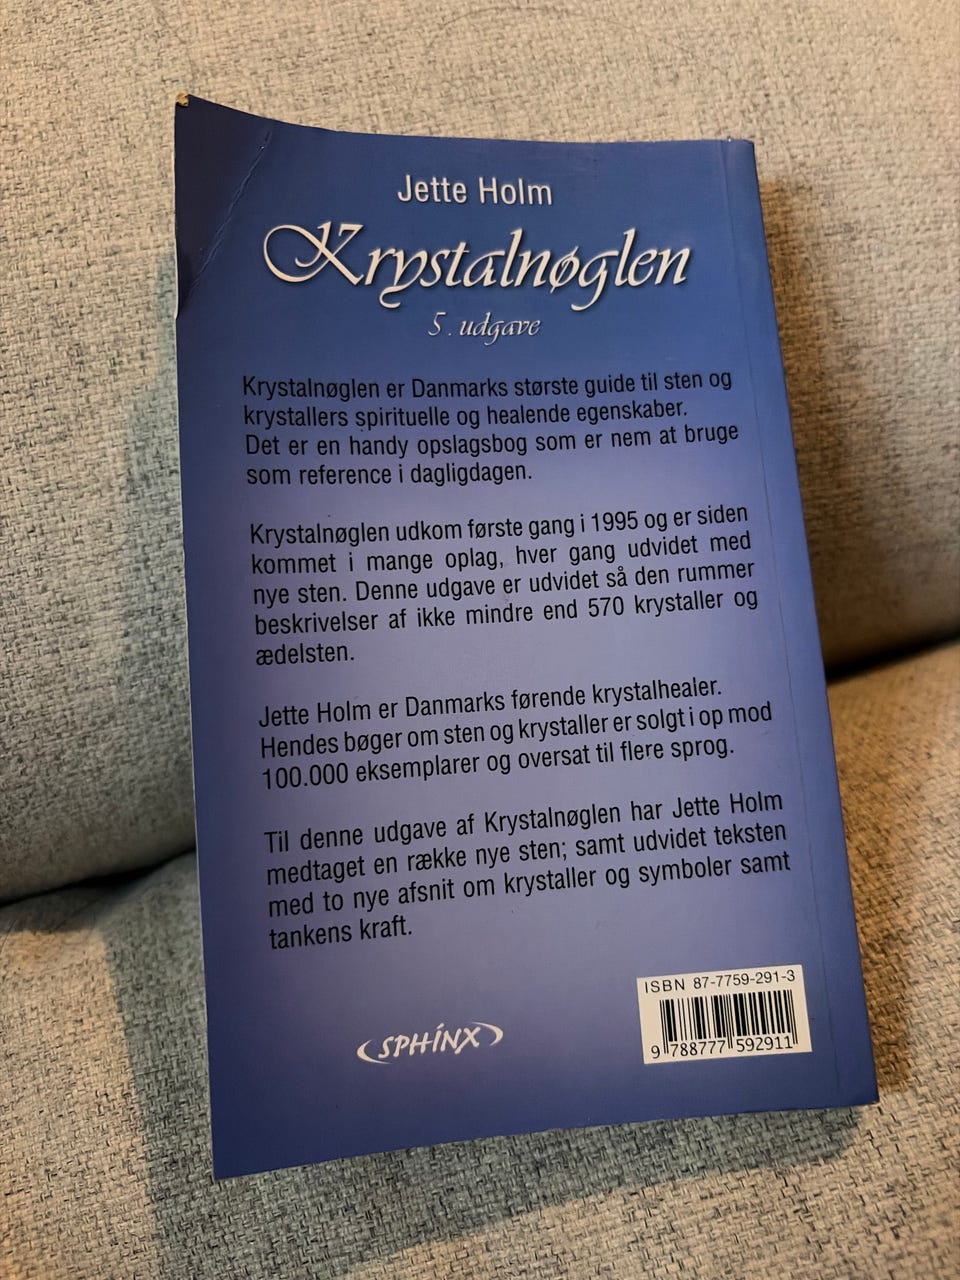 Jette Holm
Krystalnøglen
5. udgave
Krystalnøglen er Danmarks største guide til sten og
krystallers spirituelle og healende egenskaber.
Det er en handy opslagsbog som er nem at bruge
som reference i dagligdagen.
Krystalnøglen udkom første gang i 1995 og er siden
kommet i mange oplag, hver gang udvidet med
nye sten. Denne udgave er udvidet så den rummer
beskrivelser af ikke mindre end 570 krystaller og
ædelsten.
Jette Holm er Danmarks førende krystalhealer.
Hendes bøger om sten og krystaller er solgt i op mod
100.000 eksemplarer og oversat til flere sprog.
Til denne udgave af Krystalnøglen har Jette Holm
medtaget en række nye sten; samt udvidet teksten
med to nye afsnit om krystaller og symboler samt
tankens kraft.
SPHÍNX
ISBN 87-7759-291-3
9 788777 592911